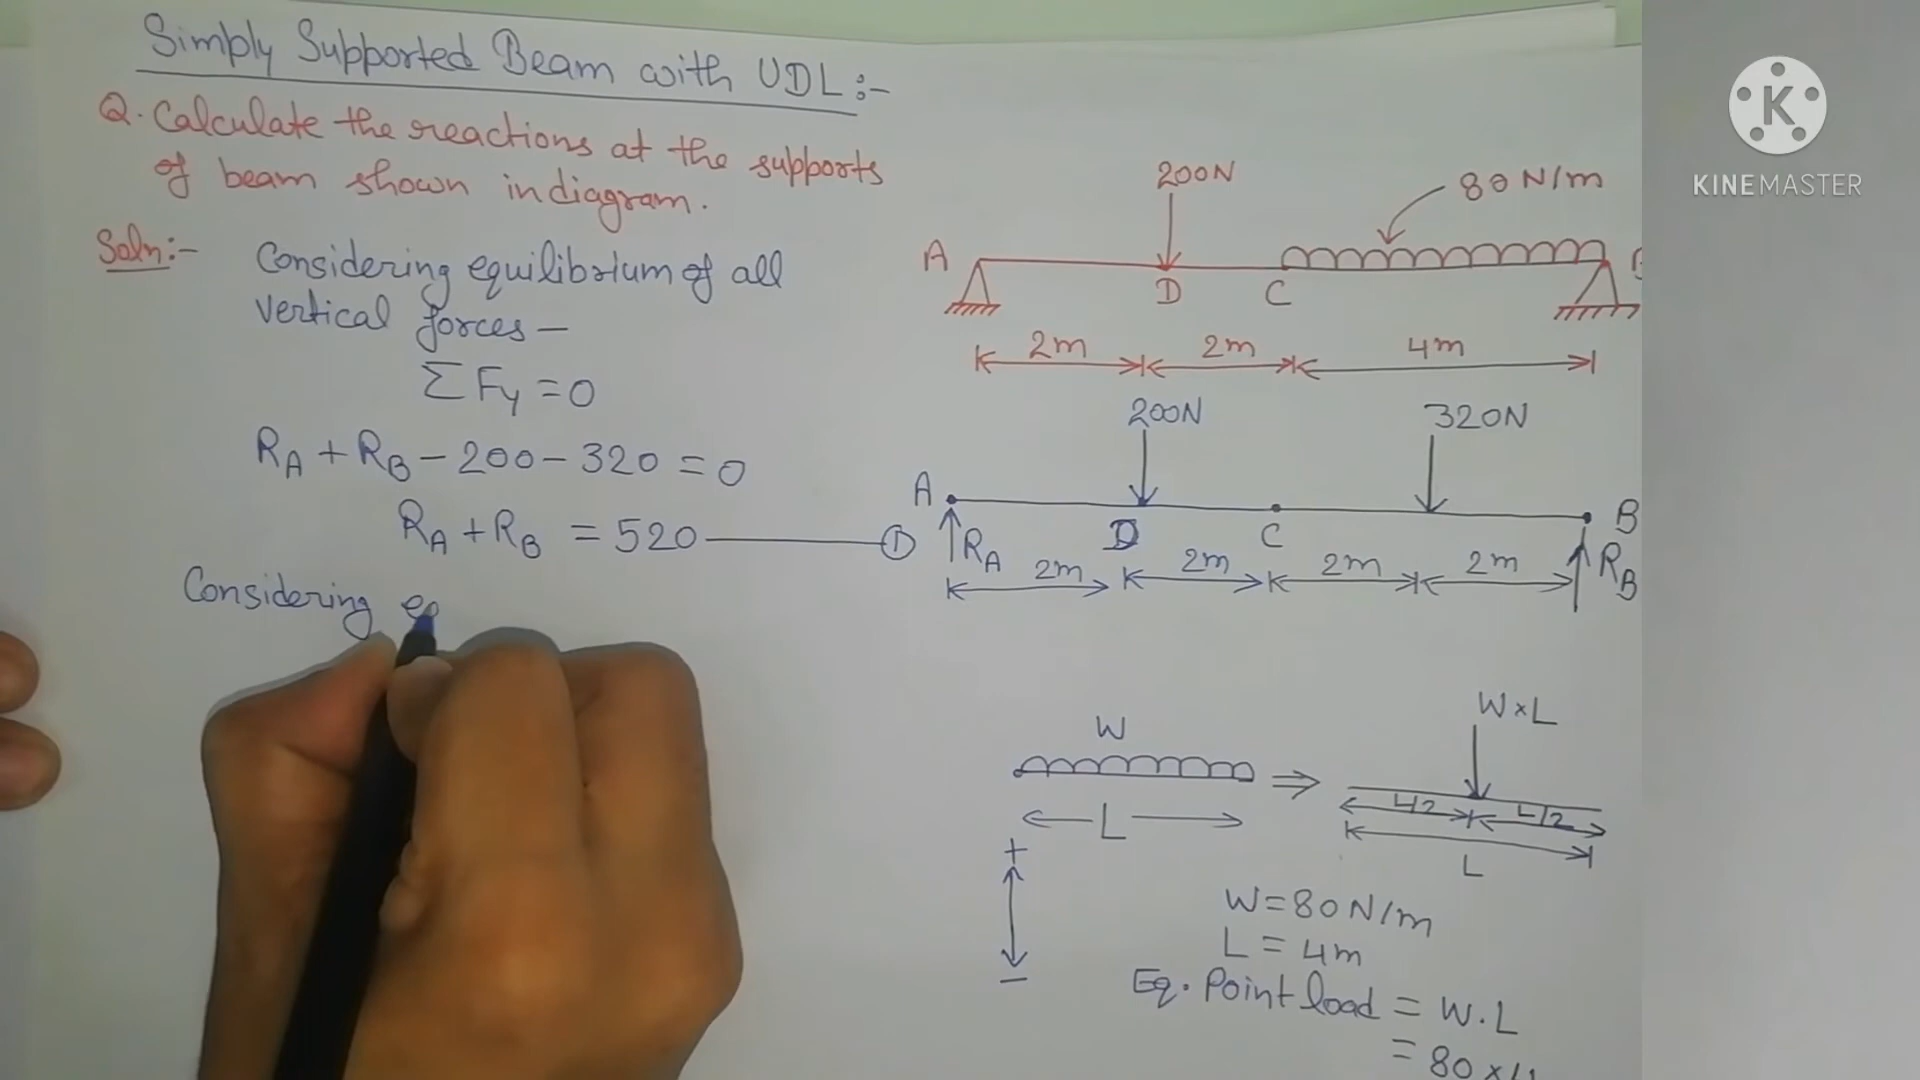 Simply Supported Beam with UDL:-
Q. Calculate the reactions at the supports
of beam shown in diagram.
Soln:- Considering equilibrium of all
vertical forces -
ΣFy = 0
RA + RB - 200 - 320 = 0
RA + RB = 520 ——— ①
Considering
200N
80 N/m
A
D
C
2m
2m
4m
200N
320N
A
D
C
B
RA
RB
2m
2m
2m
2m
W
L
⇒
W×L
L/2
L/2
L
+
-
W=80N/m
L = 4m
Eq. Point load = W.L
= 80 ×
KINEMASTER